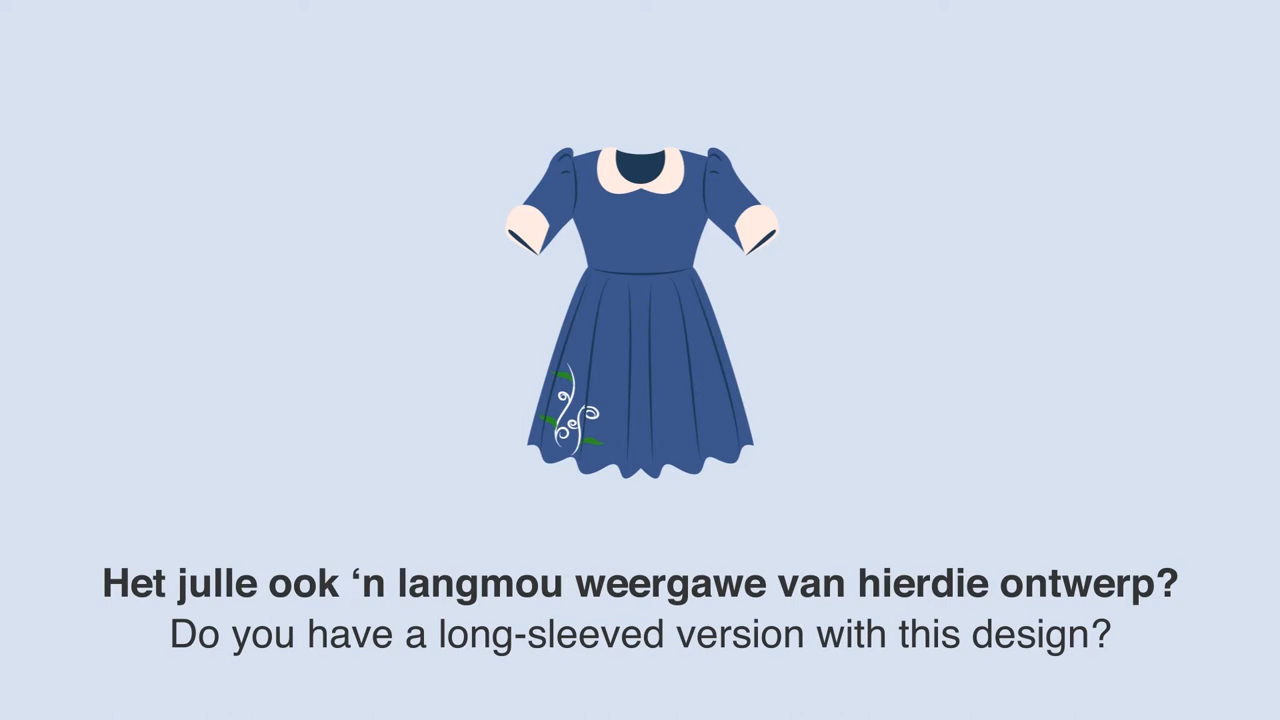 Het julle ook ‘n langmou weergawe van hierdie ontwerp?
Do you have a long-sleeved version with this design?